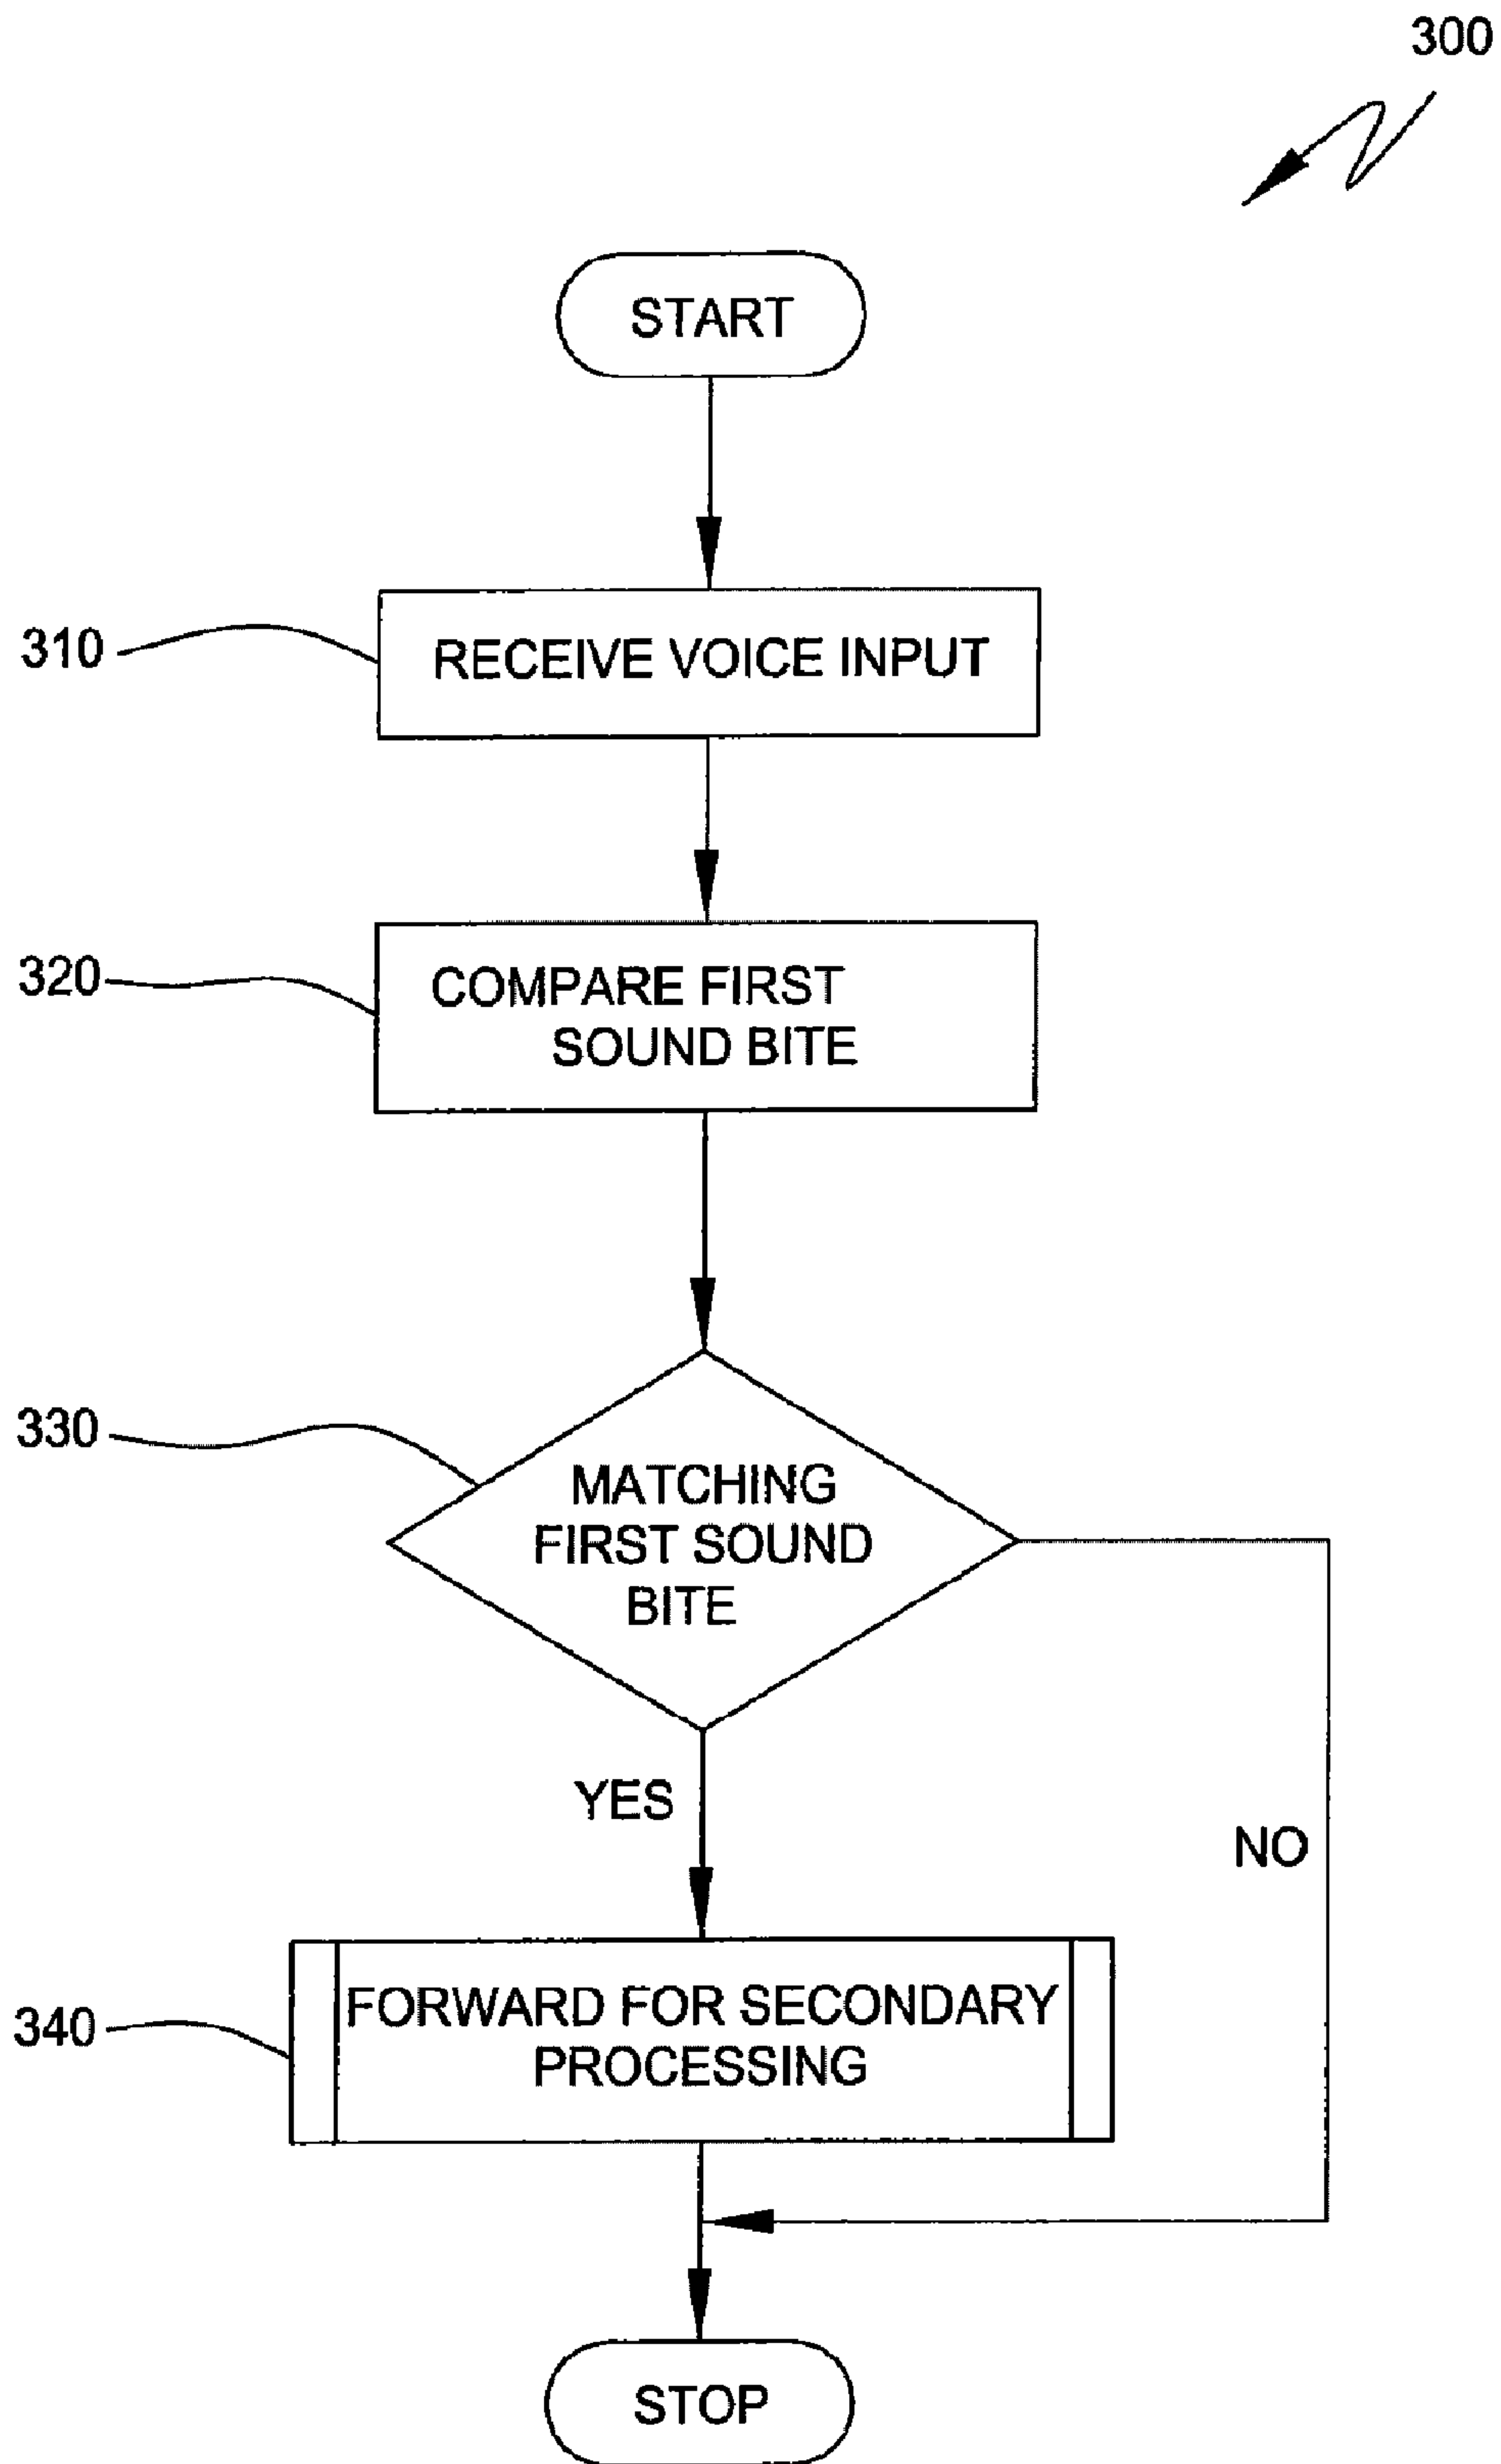 300
START
310
RECEIVE VOICE INPUT
320
COMPARE FIRST
SOUND BITE
330
MATCHING
FIRST SOUND
BITE
YES
NO
340
FORWARD FOR SECONDARY
PROCESSING
STOP